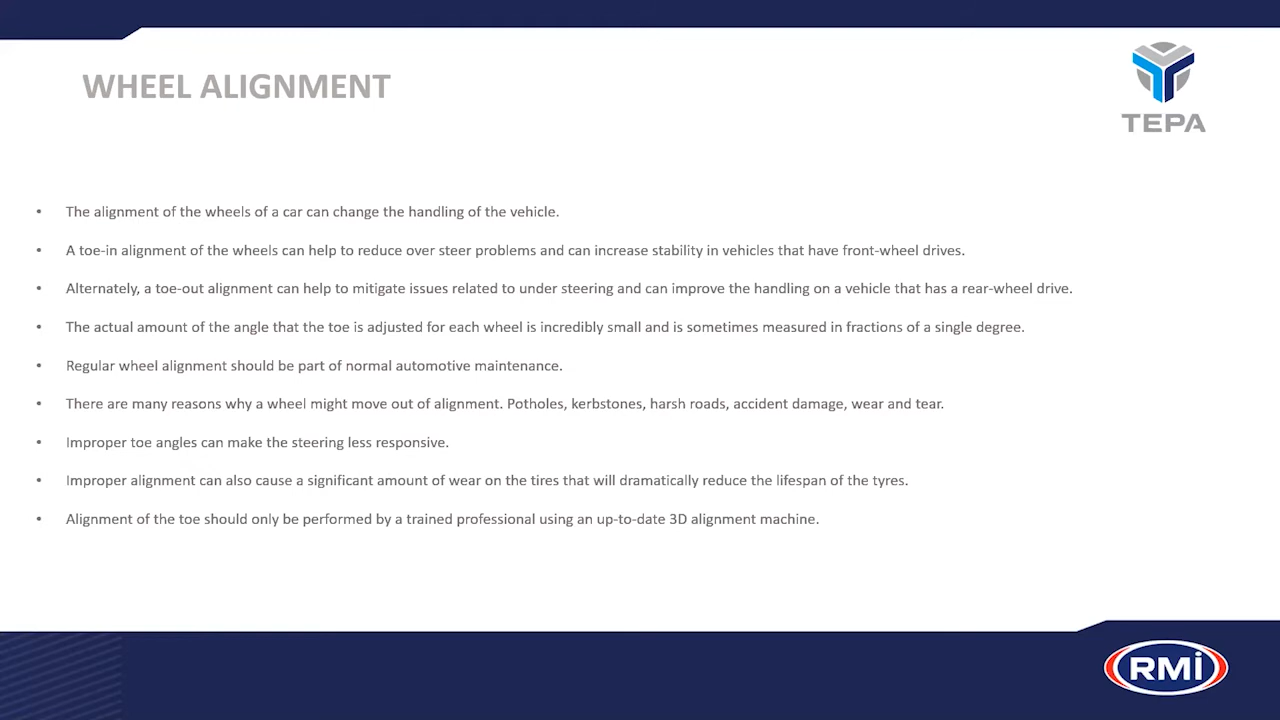 WHEEL ALIGNMENT
TEPA
• The alignment of the wheels of a car can change the handling of the vehicle.
• A toe-in alignment of the wheels can help to reduce over steer problems and can increase stability in vehicles that have front-wheel drives.
• Alternately, a toe-out alignment can help to mitigate issues related to under steering and can improve the handling on a vehicle that has a rear-wheel drive.
• The actual amount of the angle that the toe is adjusted for each wheel is incredibly small and is sometimes measured in fractions of a single degree.
• Regular wheel alignment should be part of normal automotive maintenance.
• There are many reasons why a wheel might move out of alignment. Potholes, kerbstones, harsh roads, accident damage, wear and tear.
• Improper toe angles can make the steering less responsive.
• Improper alignment can also cause a significant amount of wear on the tires that will dramatically reduce the lifespan of the tyres.
• Alignment of the toe should only be performed by a trained professional using an up-to-date 3D alignment machine.
RMI